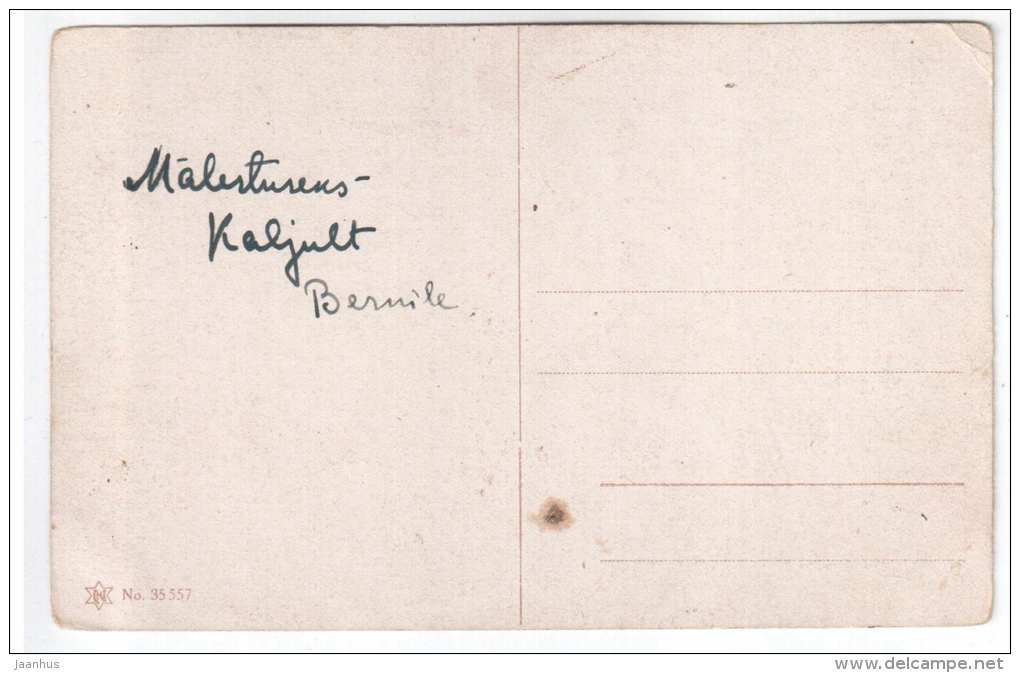 Mälestuseks-
Kaljult
Bernile.
No. 35557
Jaanhus
www.delcampe.net